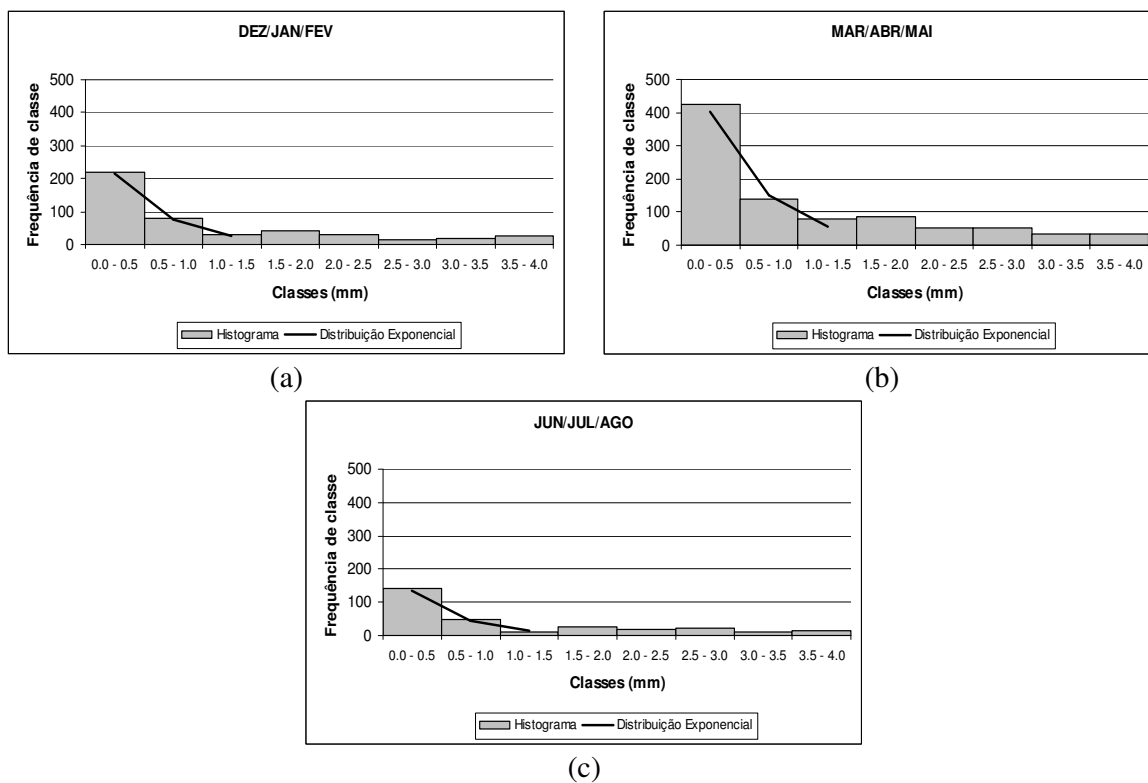 DEZ/JAN/FEV
Frequência de classe
500
400
300
200
100
0
0.0 - 0.5 0.5 - 1.0 1.0 - 1.5 1.5 - 2.0 2.0 - 2.5 2.5 - 3.0 3.0 - 3.5 3.5 - 4.0
Classes (mm)
Histograma Distribuição Exponencial
(a)
MAR/ABR/MAI
Frequência de classe
500
400
300
200
100
0
0.0 - 0.5 0.5 - 1.0 1.0 - 1.5 1.5 - 2.0 2.0 - 2.5 2.5 - 3.0 3.0 - 3.5 3.5 - 4.0
Classes (mm)
Histograma Distribuição Exponencial
(b)
JUN/JUL/AGO
Frequência de classe
500
400
300
200
100
0
0.0 - 0.5 0.5 - 1.0 1.0 - 1.5 1.5 - 2.0 2.0 - 2.5 2.5 - 3.0 3.0 - 3.5 3.5 - 4.0
Classes (mm)
Histograma Distribuição Exponencial
(c)